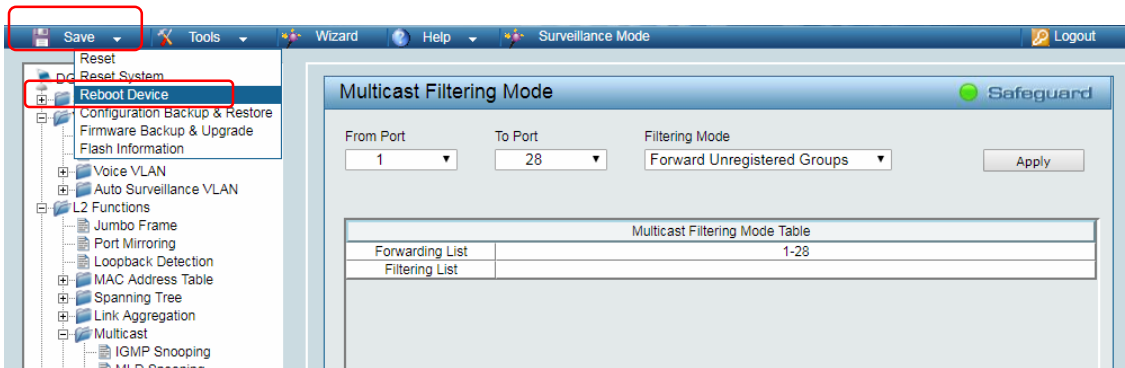 Save Tools Wizard Help Surveillance Mode Logout
Reset
Reset System
Reboot Device
Configuration Backup & Restore
Firmware Backup & Upgrade
Flash Information
Voice VLAN
Auto Surveillance VLAN
L2 Functions
Jumbo Frame
Port Mirroring
Loopback Detection
MAC Address Table
Spanning Tree
Link Aggregation
Multicast
IGMP Snooping
MLD Snooping
Multicast Filtering Mode Safeguard
From Port To Port Filtering Mode
1 28 Forward Unregistered Groups Apply
Multicast Filtering Mode Table
Forwarding List 1-28
Filtering List